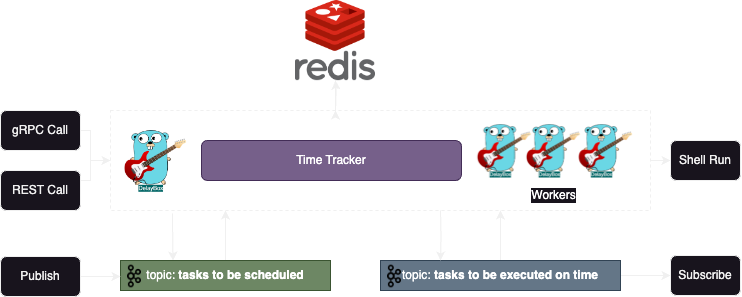 redis
gRPC Call
REST Call
DelayBox
Time Tracker
DelayBox
DelayBox
DelayBox
Workers
Shell Run
Publish
topic: tasks to be scheduled
topic: tasks to be executed on time
Subscribe